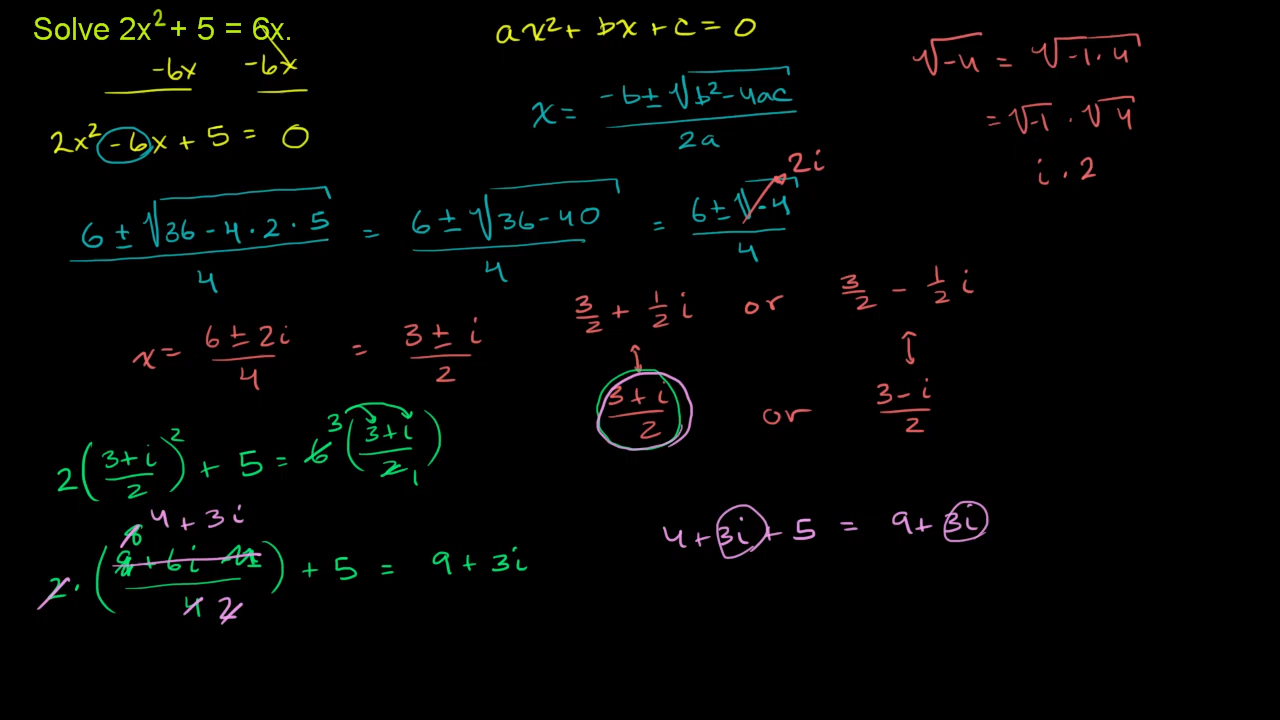 Solve 2x² + 5 = 6x.
-6x -6x
2x² - 6x + 5 = 0
ax² + bx + c = 0
x = (-b ± √(b² - 4ac)) / 2a
√-4 = √(-1 · 4)
= √-1 · √4
i · 2
(6 ± √(36 - 4 · 2 · 5)) / 4 = (6 ± √(36 - 40)) / 4 = (6 ± √-4) / 4
2i
x = (6 ± 2i) / 4 = (3 ± i) / 2
3/2 + 1/2 i or 3/2 - 1/2 i
(3 + i) / 2 or (3 - i) / 2
2((3 + i) / 2)² + 5 = 6 3 ((3 + i) / 2 1)
4 + 3i
8
2 · ((9 + 6i - 1) / 4 2) + 5 = 9 + 3i
4 + 3i + 5 = 9 + 3i